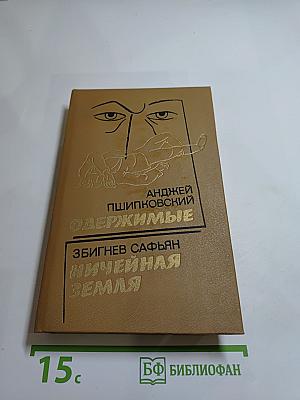 АНДЖЕЙ
ПШИПКОВСКИЙ
ОДЕРЖИМЫЕ
ЗБИГНЕВ САФЬЯН
НИЧЕЙНАЯ
ЗЕМЛЯ
15с
БФ БИБЛИОФАН